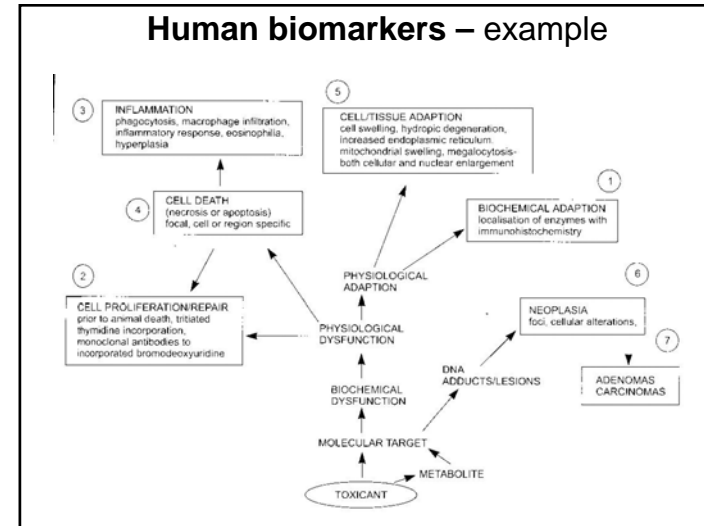 Human biomarkers – example
3
INFLAMMATION
phagocytosis, macrophage infiltration,
inflammatory response, eosinophilia,
hyperplasia
5
CELL/TISSUE ADAPTION
cell swelling, hydropic degeneration,
increased endoplasmic reticulum.
mitochondrial swelling, megalocytosis-
both cellular and nuclear enlargement
4
CELL DEATH
(necrosis or apoptosis)
focal, cell or region specific
1
BIOCHEMICAL ADAPTION
localisation of enzymes with
immunohistochemistry
2
CELL PROLIFERATION/REPAIR
prior to animal death, tritiated
thymidine incorporation,
monoclonal antibodies to
incorporated bromodeoxyuridine
PHYSIOLOGICAL
ADAPTION
6
NEOPLASIA
foci, cellular alterations,
PHYSIOLOGICAL
DYSFUNCTION
7
ADENOMAS
CARCINOMAS
DNA
ADDUCTS/LESIONS
BIOCHEMICAL
DYSFUNCTION
MOLECULAR TARGET
METABOLITE
TOXICANT